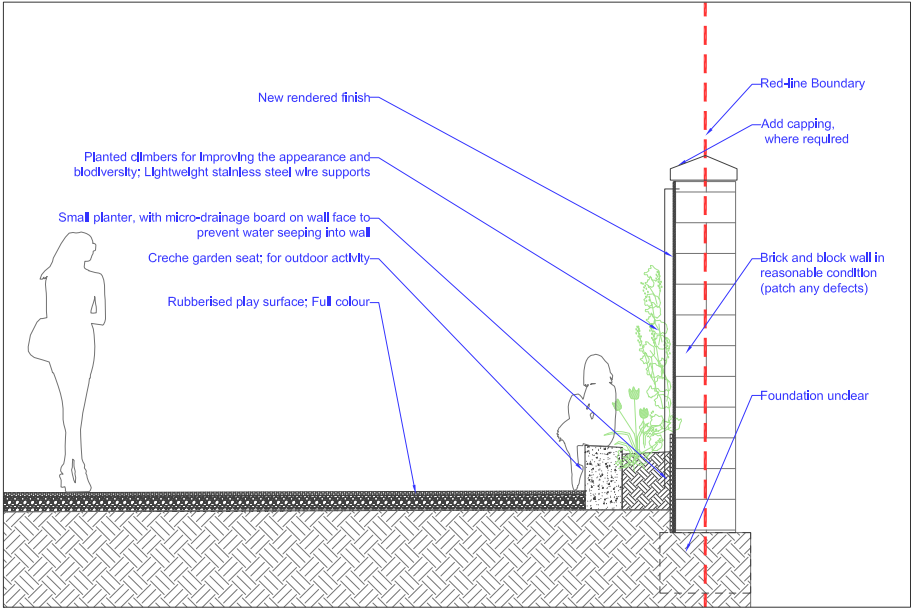 New rendered finish
Planted climbers for improving the appearance and
biodiversity; Lightweight stainless steel wire supports
Small planter, with micro-drainage board on wall face to
prevent water seeping into wall
Creche garden seat; for outdoor activity
Rubberised play surface; Full colour
Red-line Boundary
Add capping,
where required
Brick and block wall in
reasonable condition
(patch any defects)
Foundation unclear